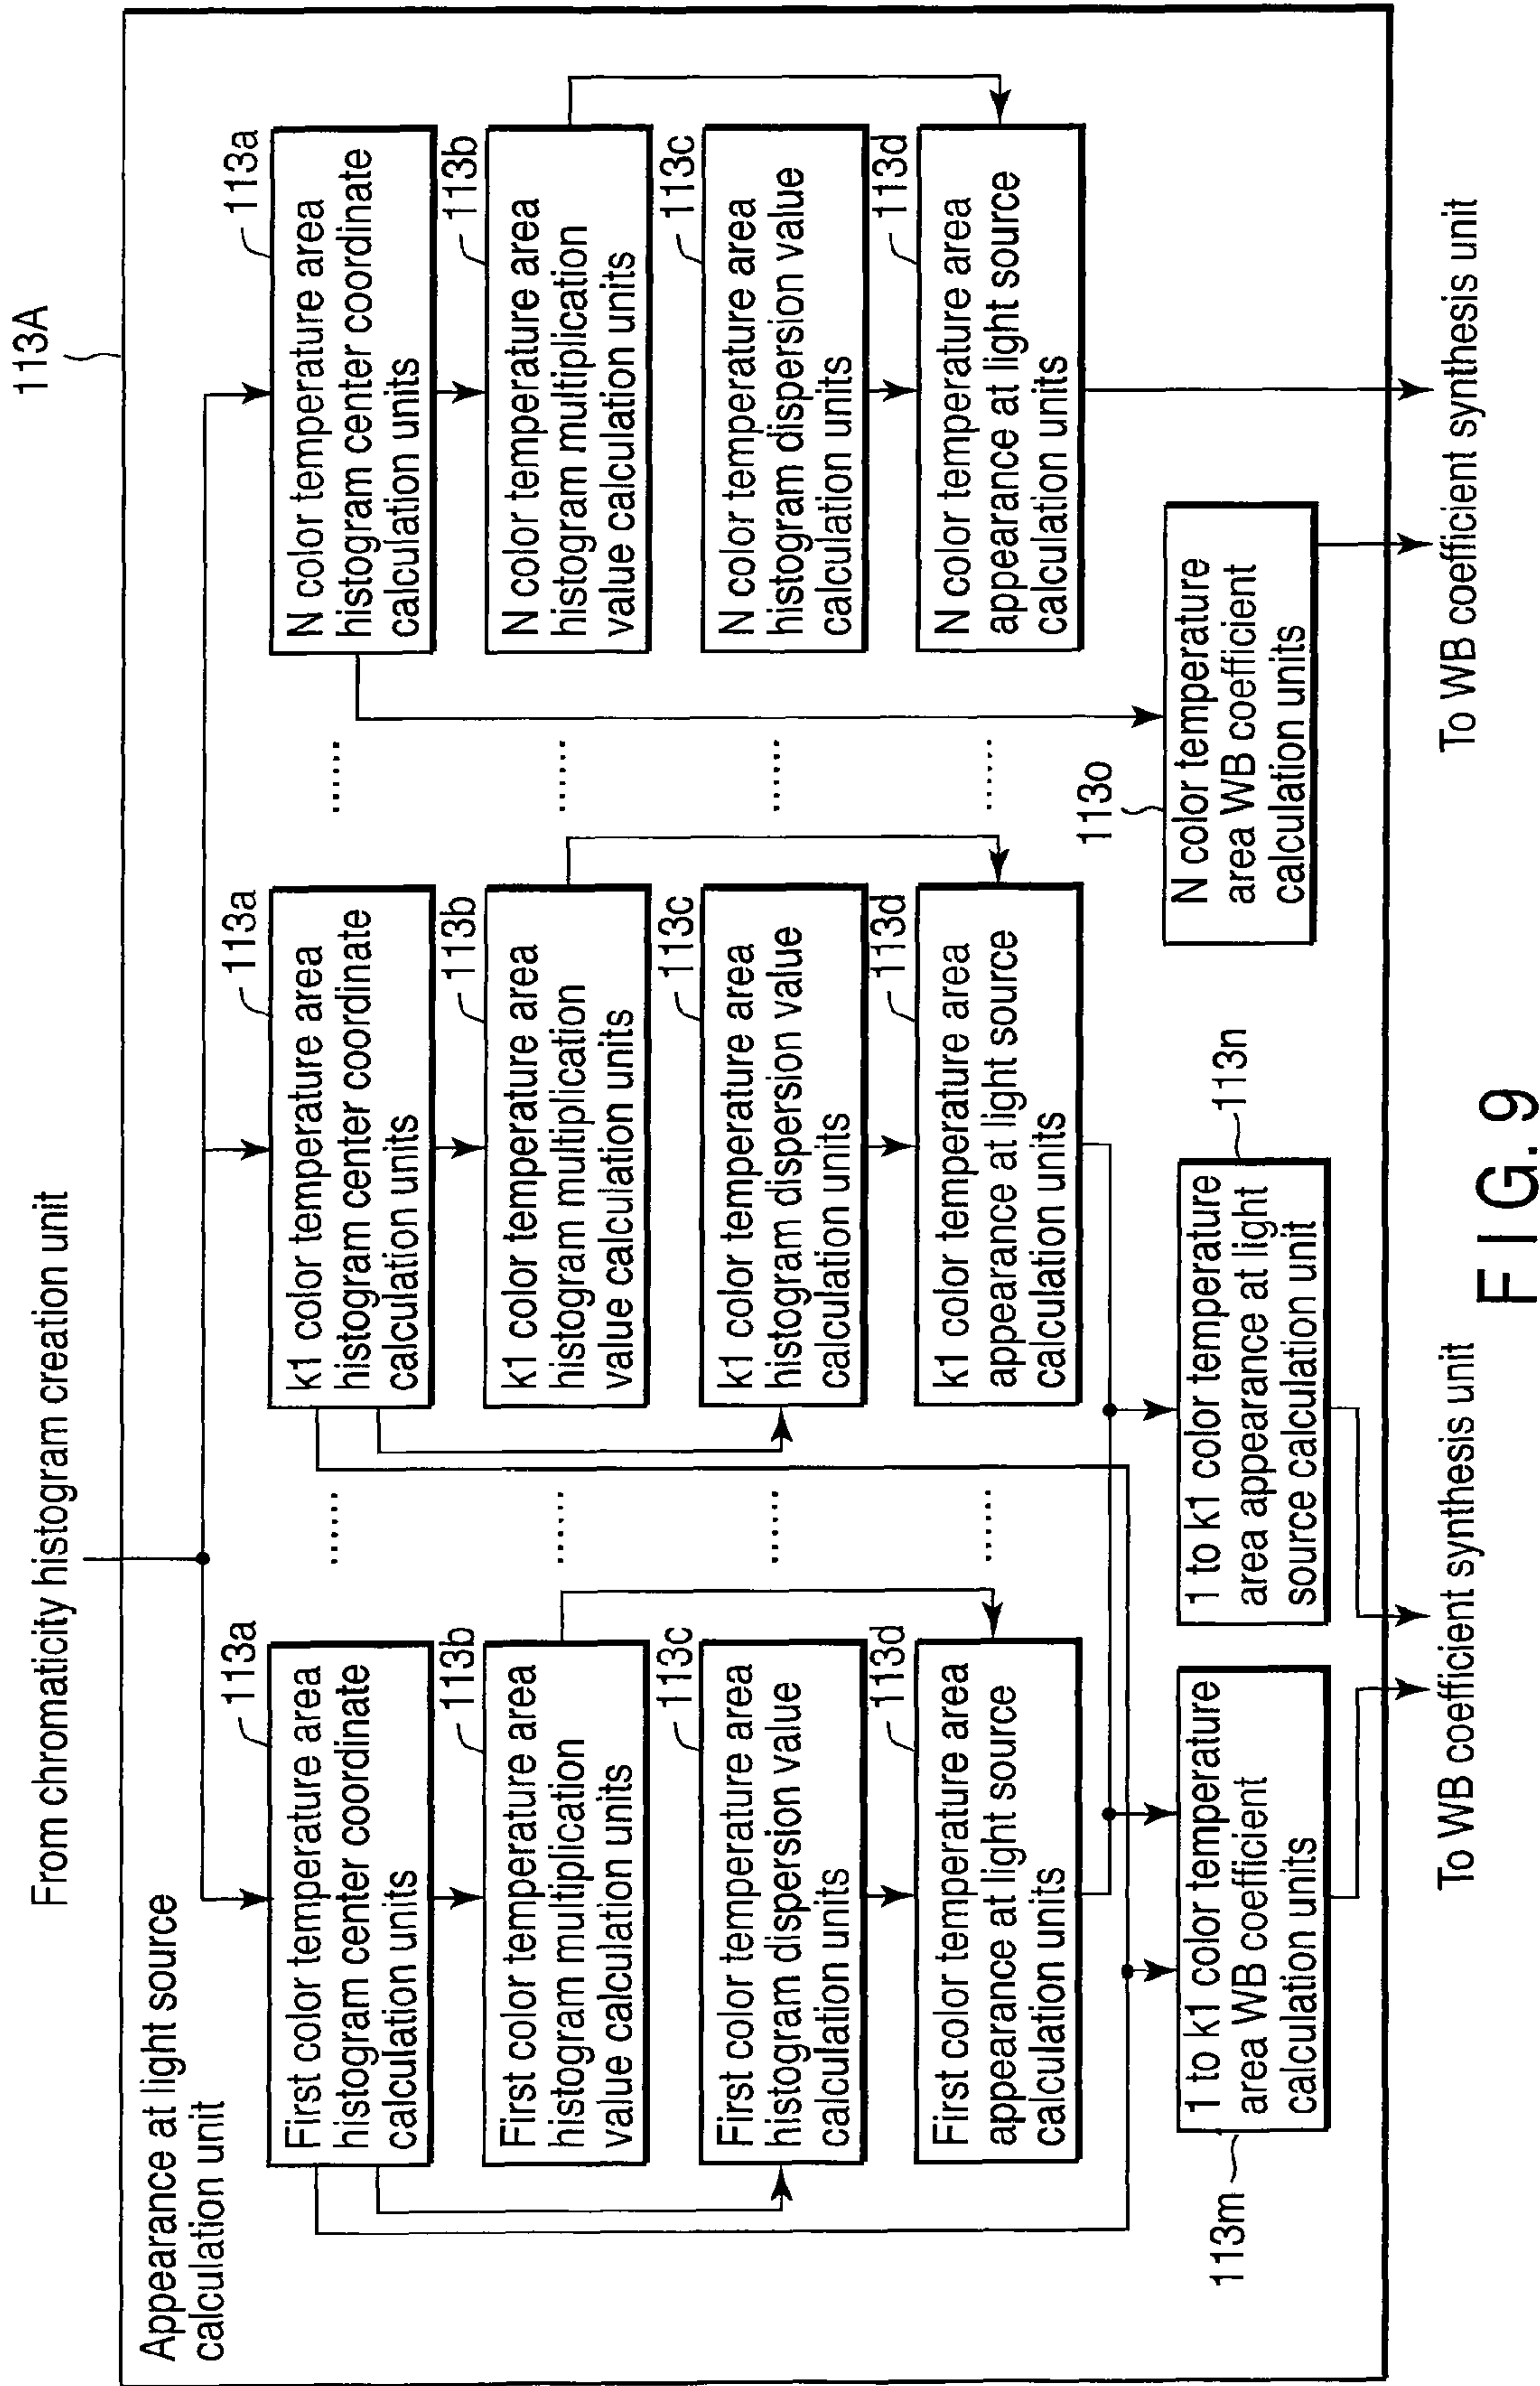 113A
From chromaticity histogram creation unit
Appearance at light source
calculation unit
113a
First color temperature area
histogram center coordinate
calculation units
113b
First color temperature area
histogram multiplication
value calculation units
113c
First color temperature area
histogram dispersion value
calculation units
113d
First color temperature area
appearance at light source
calculation units
......
......
......
......
113a
k1 color temperature area
histogram center coordinate
calculation units
113b
k1 color temperature area
histogram multiplication
value calculation units
113c
k1 color temperature area
histogram dispersion value
calculation units
113d
k1 color temperature area
appearance at light source
calculation units
......
......
......
......
113a
N color temperature area
histogram center coordinate
calculation units
113b
N color temperature area
histogram multiplication
value calculation units
113c
N color temperature area
histogram dispersion value
calculation units
113d
N color temperature area
appearance at light source
calculation units
113m
1 to k1 color temperature
area WB coefficient
calculation units
113n
1 to k1 color temperature
area appearance at light
source calculation unit
113o
N color temperature
area WB coefficient
calculation units
To WB coefficient synthesis unit
To WB coefficient synthesis unit
FIG. 9